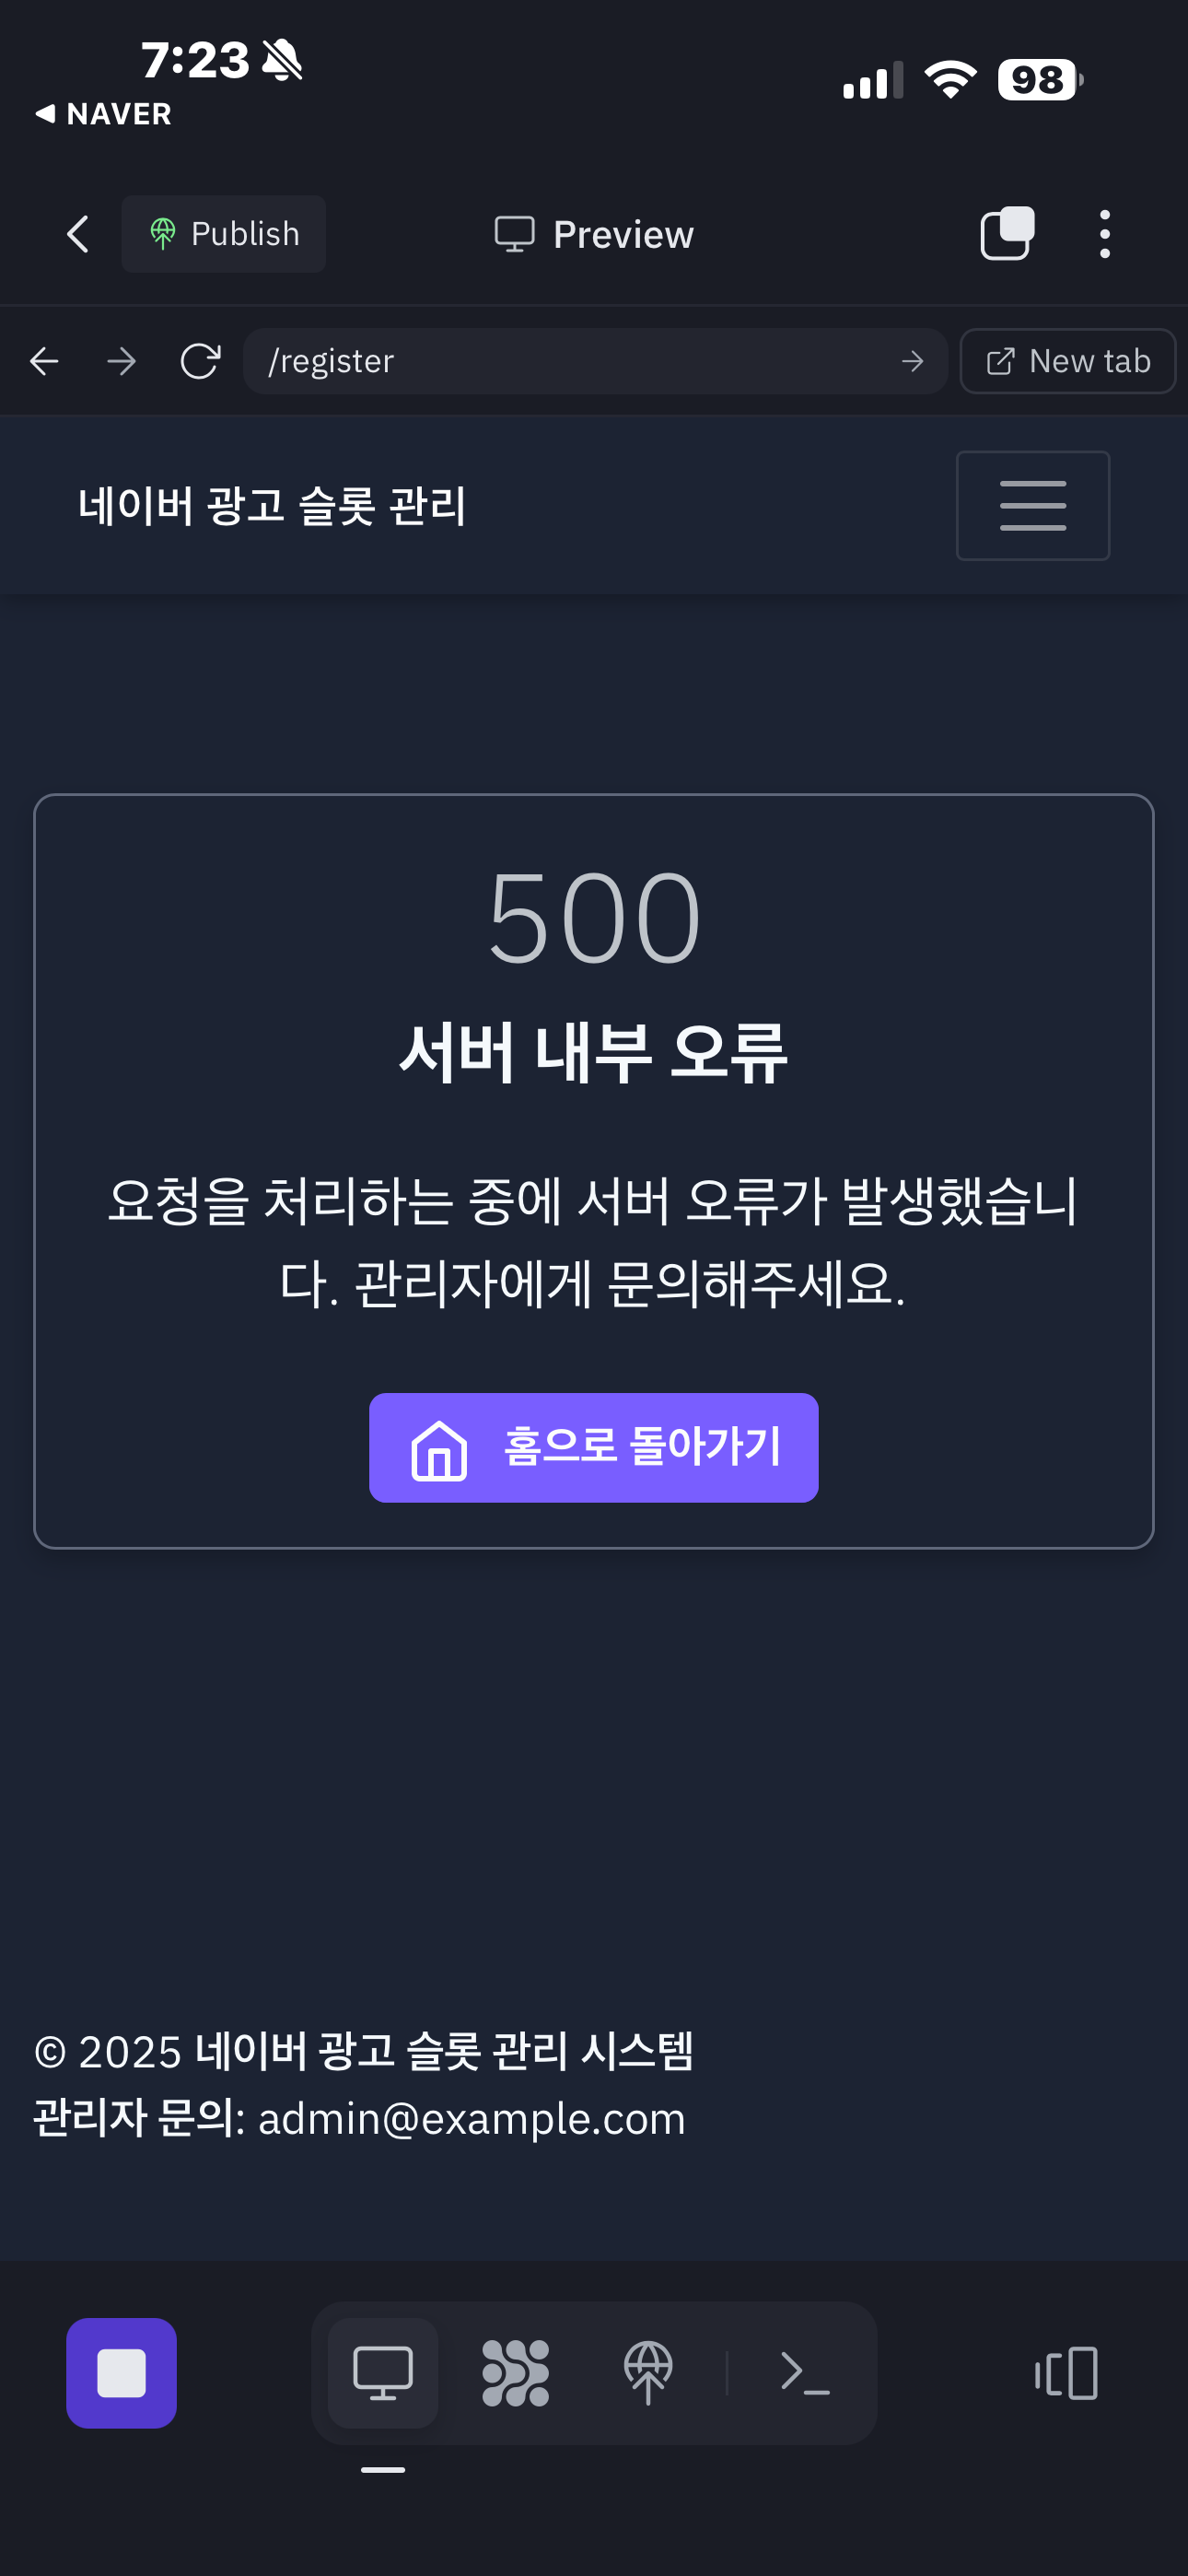 7:23
98
NAVER
Publish
Preview
/register
New tab
네이버 광고 슬롯 관리
500
서버 내부 오류
요청을 처리하는 중에 서버 오류가 발생했습니
다. 관리자에게 문의해주세요.
홈으로 돌아가기
© 2025 네이버 광고 슬롯 관리 시스템
관리자 문의: admin@example.com